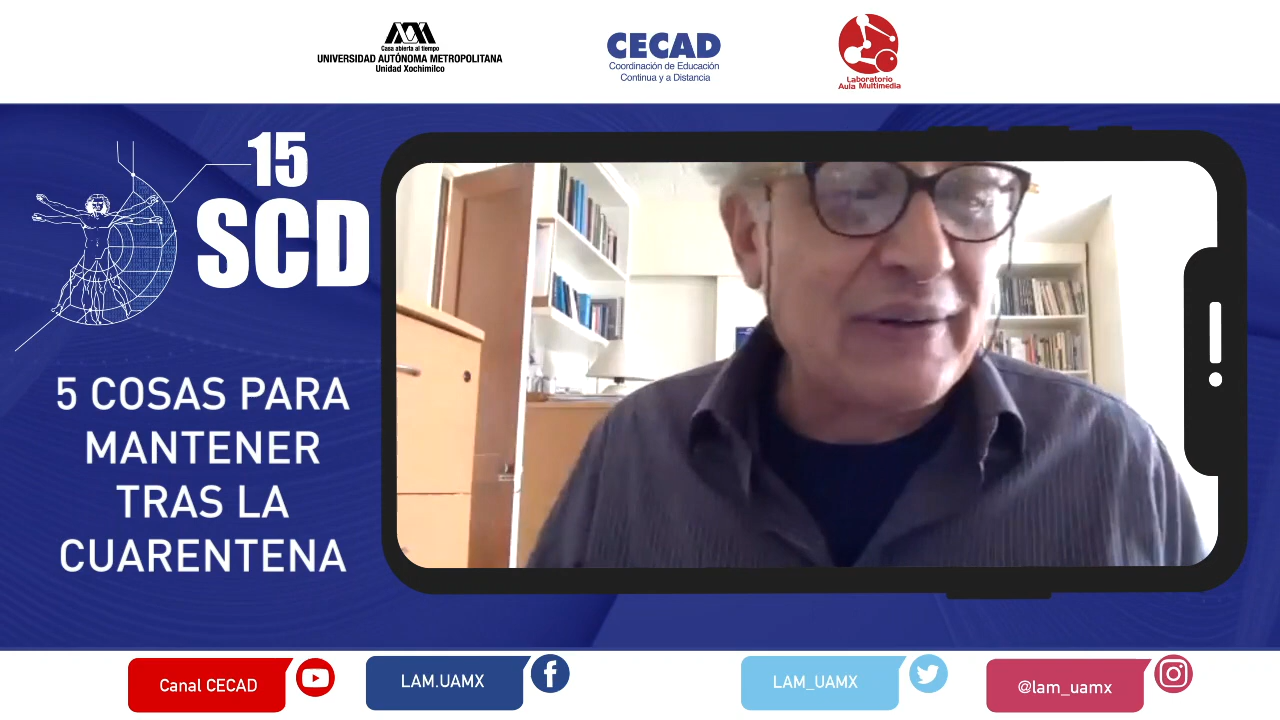 Casa abierta al tiempo
UNIVERSIDAD AUTÓNOMA METROPOLITANA
Unidad Xochimilco
CECAD
Coordinación de Educación
Continua y a Distancia
Laboratorio
Aula Multimedia
15
SCD
5 COSAS PARA
MANTENER
TRAS LA
CUARENTENA
Canal CECAD
LAM.UAMX
LAM_UAMX
@lam_uamx